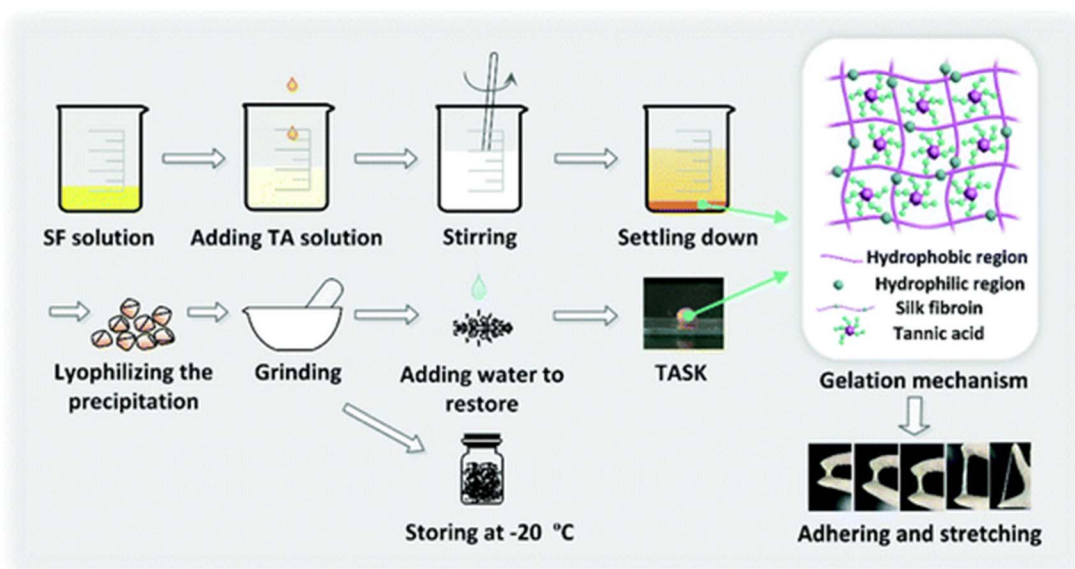 SF solution
Adding TA solution
Stirring
Settling down
Hydrophobic region
Hydrophilic region
Silk fibroin
Tannic acid
Gelation mechanism
Lyophilizing the
precipitation
Grinding
Adding water to
restore
TASK
Storing at -20 ℃
Adhering and stretching